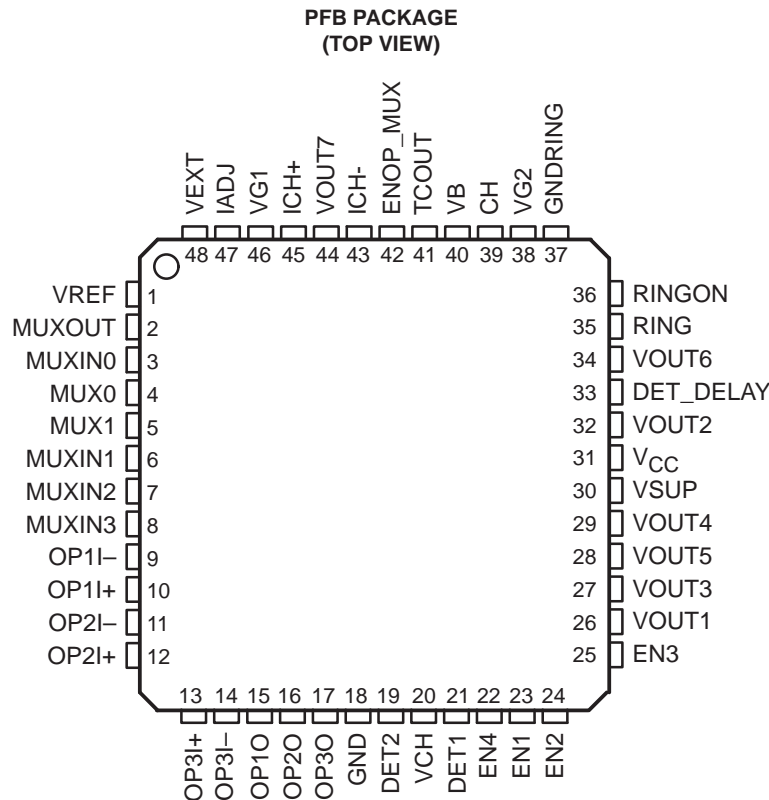 PFB PACKAGE
(TOP VIEW)
VEXT
IADJ
VG1
ICH+
VOUT7
ICH-
ENOP_MUX
TCOUT
VB
CH
VG2
GNDRING
48 47 46 45 44 43 42 41 40 39 38 37
VREF 1
MUXOUT 2
MUXIN0 3
MUX0 4
MUX1 5
MUXIN1 6
MUXIN2 7
MUXIN3 8
OP1I– 9
OP1I+ 10
OP2I– 11
OP2I+ 12
36 RINGON
35 RING
34 VOUT6
33 DET_DELAY
32 VOUT2
31 VCC
30 VSUP
29 VOUT4
28 VOUT5
27 VOUT3
26 VOUT1
25 EN3
13 14 15 16 17 18 19 20 21 22 23 24
OP3I+
OP3I–
OP1O
OP2O
OP3O
GND
DET2
VCH
DET1
EN4
EN1
EN2